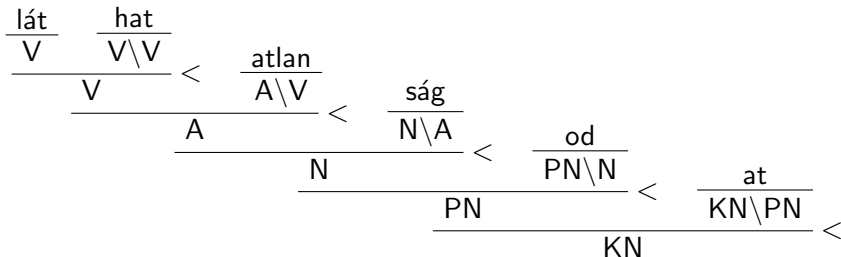 lát hat
V V\V
< atlan
V A\V
< ság
A N\A
< od
N PN\N
< at
PN KN\PN
<
KN